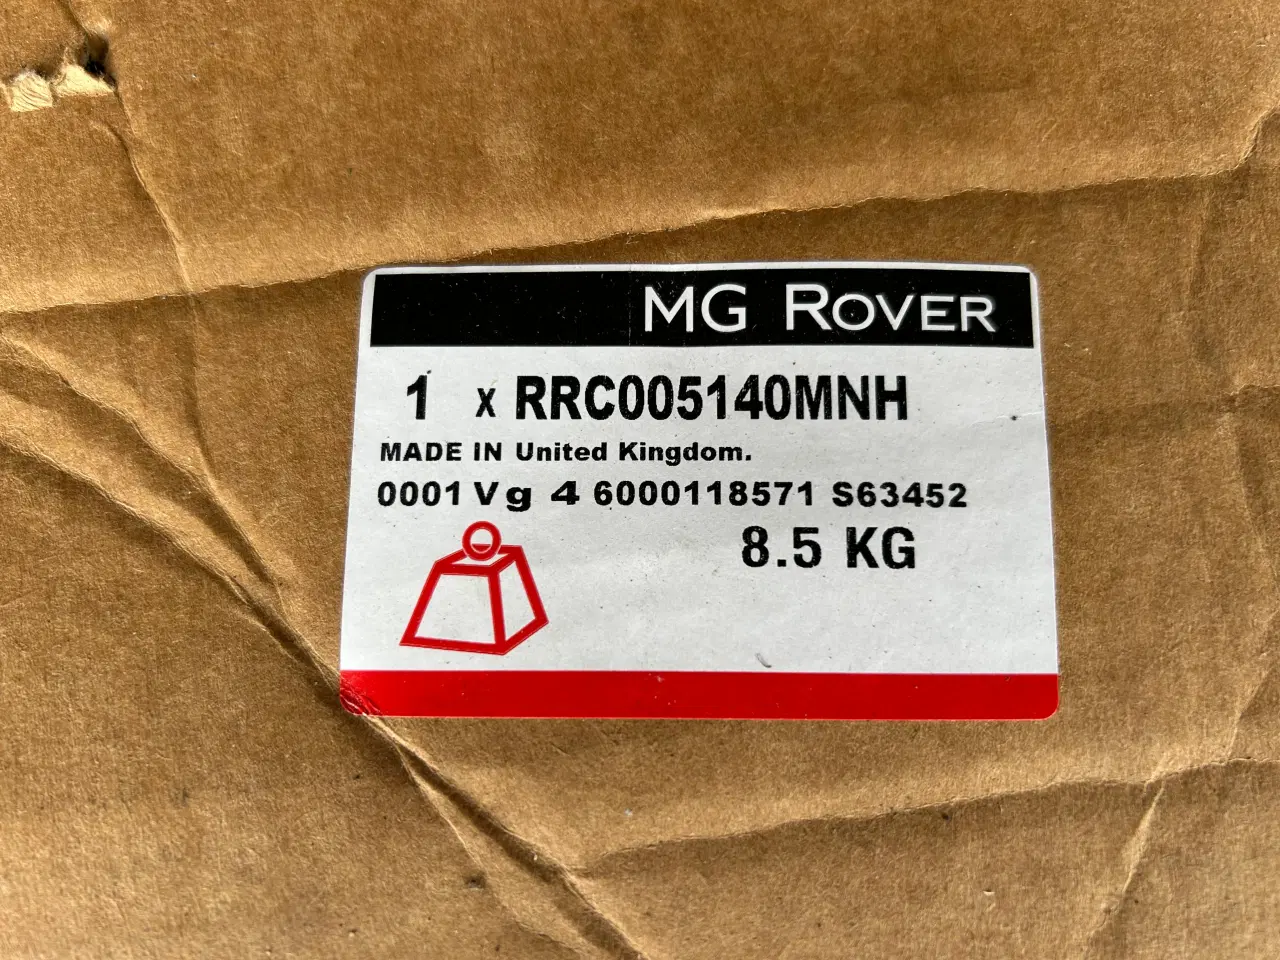 MG ROVER
1 x RRC005140MNH
MADE IN United Kingdom.
0001 Vg 4 6000118571 S63452
8.5 KG